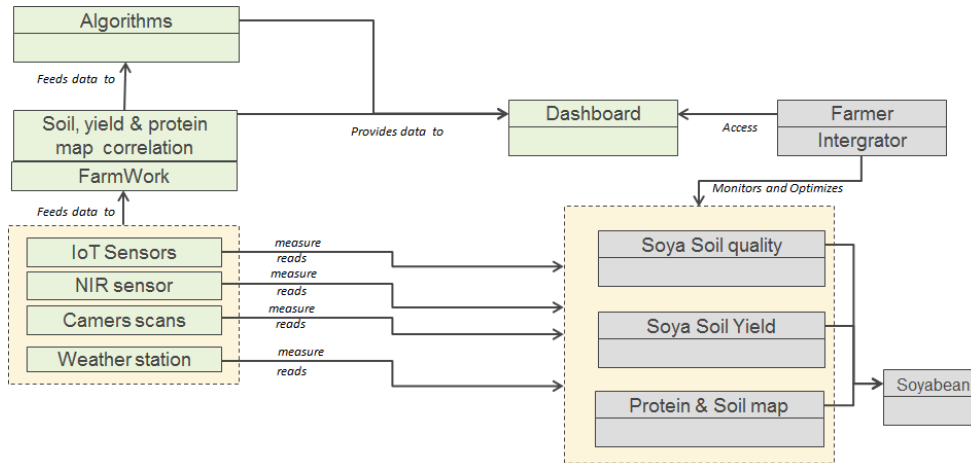 Algorithms
Feeds data to
Soil, yield & protein
map correlation
FarmWork
Feeds data to
Provides data to
Dashboard
Access
Farmer
Intergrator
Monitors and Optimizes
IoT Sensors
NIR sensor
Camers scans
Weather station
measure
reads
measure
reads
measure
reads
measure
reads
Soya Soil quality
Soya Soil Yield
Protein & Soil map
Soyabean